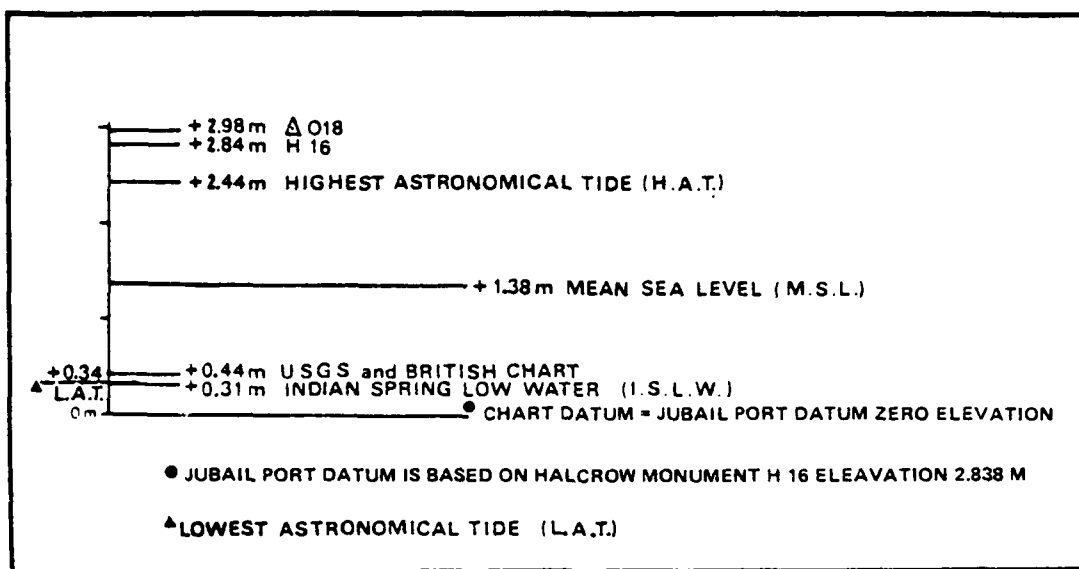 +2.98m △ 018
+2.84m H 16
+2.44m HIGHEST ASTRONOMICAL TIDE (H.A.T.)
+1.38m MEAN SEA LEVEL (M.S.L.)
+0.34 +0.44m USGS and BRITISH CHART
▲ L.A.T. +0.31m INDIAN SPRING LOW WATER (I.S.L.W.)
0m ● CHART DATUM = JUBAIL PORT DATUM ZERO ELEVATION
● JUBAIL PORT DATUM IS BASED ON HALCROW MONUMENT H 16 ELEAVATION 2.838 M
▲LOWEST ASTRONOMICAL TIDE (L.A.T.)